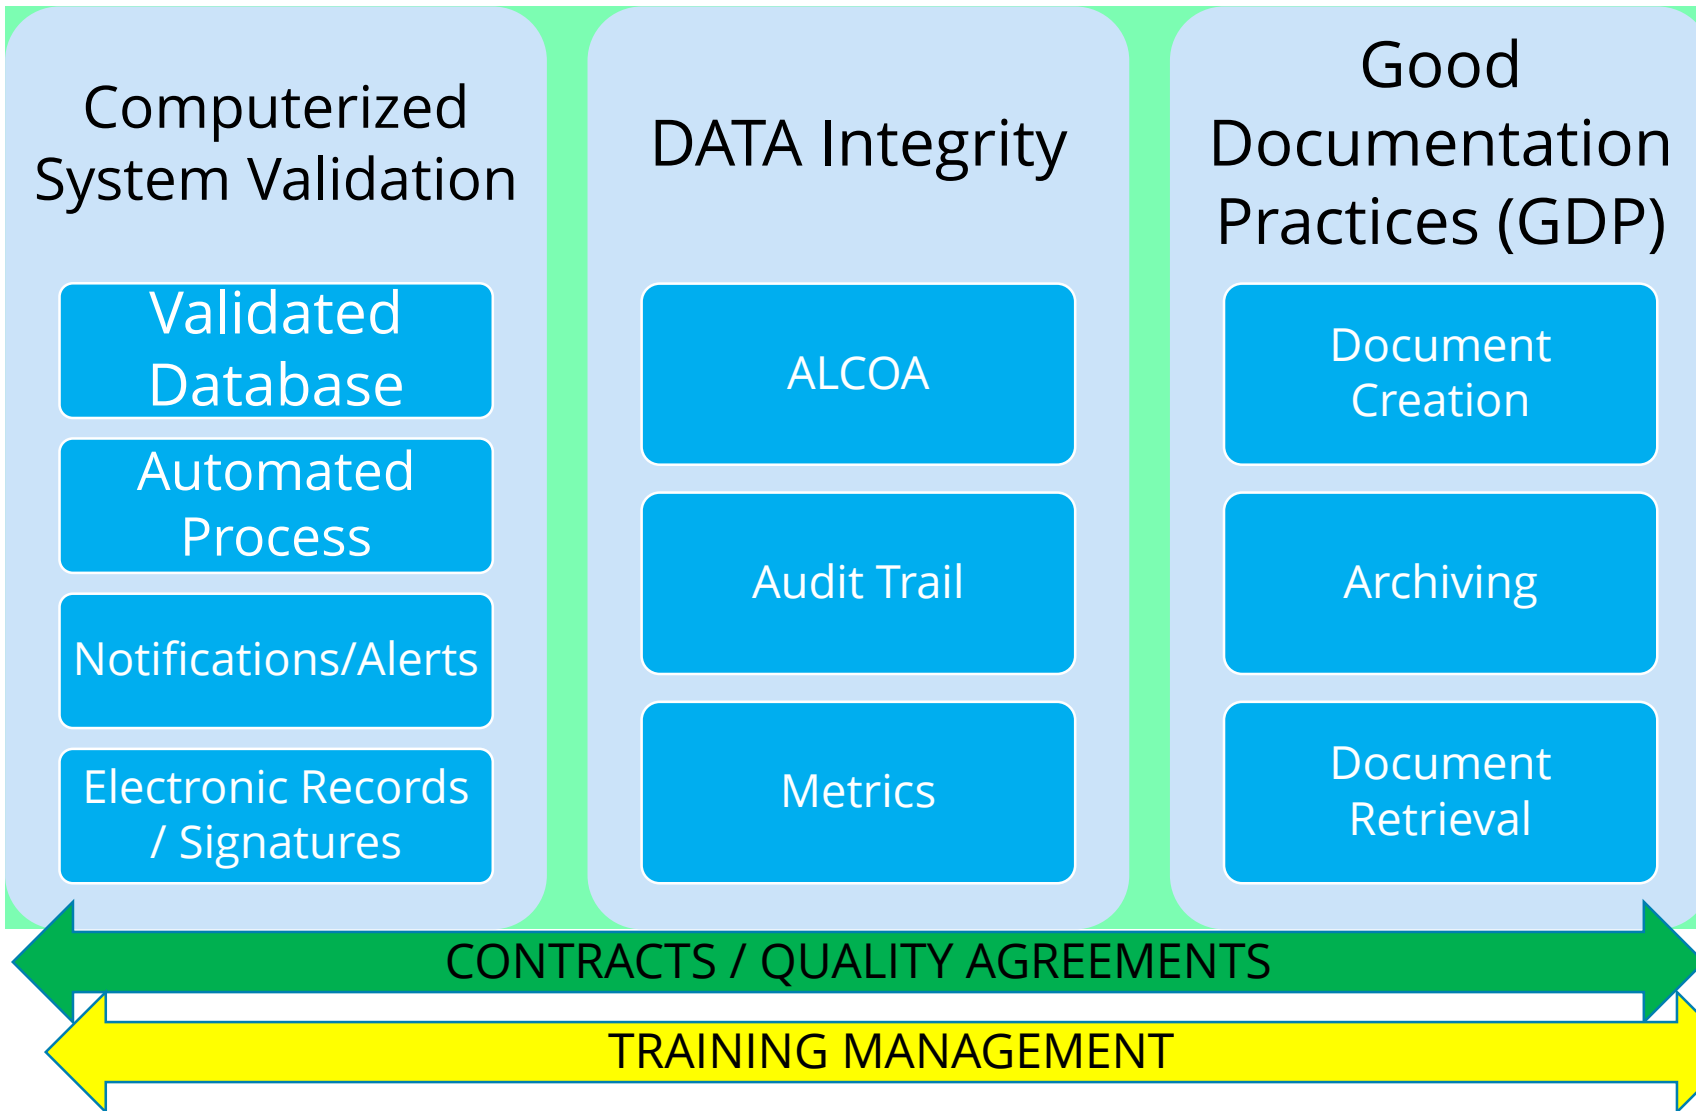 Computerized
System Validation
Validated
Database
Automated
Process
Notifications/Alerts
Electronic Records
/ Signatures
DATA Integrity
ALCOA
Audit Trail
Metrics
Good
Documentation
Practices (GDP)
Document
Creation
Archiving
Document
Retrieval
CONTRACTS / QUALITY AGREEMENTS
TRAINING MANAGEMENT